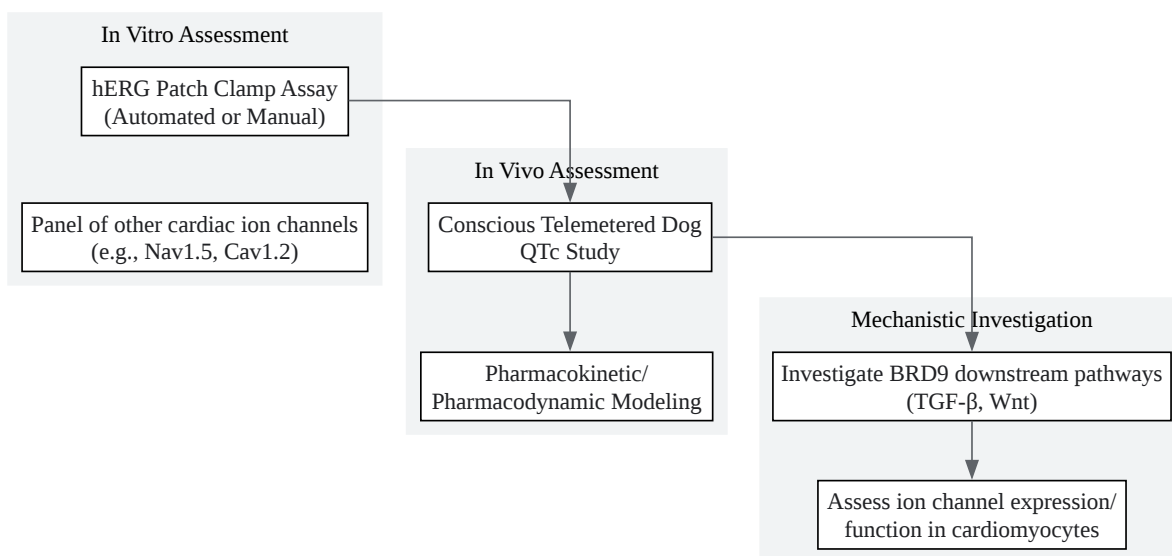 In Vitro Assessment
hERG Patch Clamp Assay
(Automated or Manual)
Panel of other cardiac ion channels
(e.g., Nav1.5, Cav1.2)
In Vivo Assessment
Conscious Telemetered Dog
QTc Study
Pharmacokinetic/
Pharmacodynamic Modeling
Mechanistic Investigation
Investigate BRD9 downstream pathways
(TGF-β, Wnt)
Assess ion channel expression/
function in cardiomyocytes